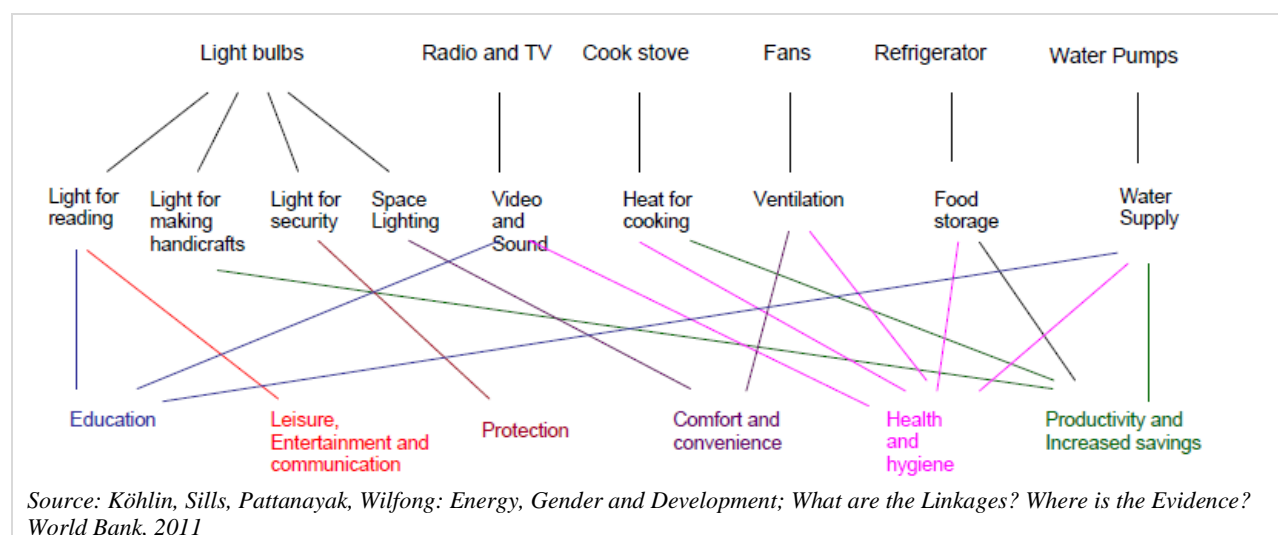 Light bulbs
Radio and TV
Cook stove
Fans
Refrigerator
Water Pumps
Light for
reading
Light for
making
handicrafts
Light for
security
Space
Lighting
Video
and
Sound
Heat for
cooking
Ventilation
Food
storage
Water
Supply
Education
Leisure,
Entertainment and
communication
Protection
Comfort and
convenience
Health
and
hygiene
Productivity and
Increased savings
Source: Köhlin, Sills, Pattanayak, Wilfong: Energy, Gender and Development; What are the Linkages? Where is the Evidence?
World Bank, 2011